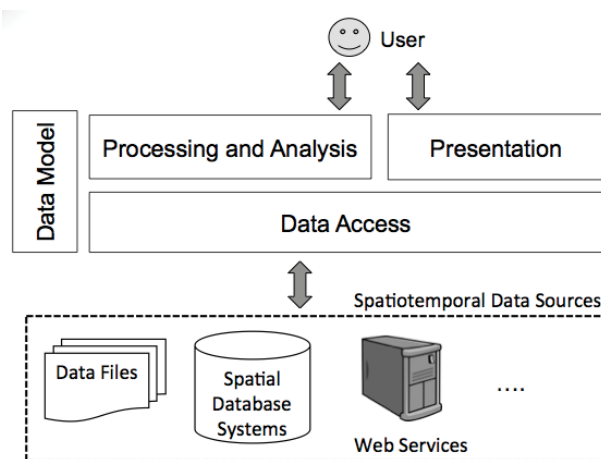 User
Data Model
Processing and Analysis
Presentation
Data Access
Spatiotemporal Data Sources
Data Files
Spatial
Database
Systems
Web Services
....